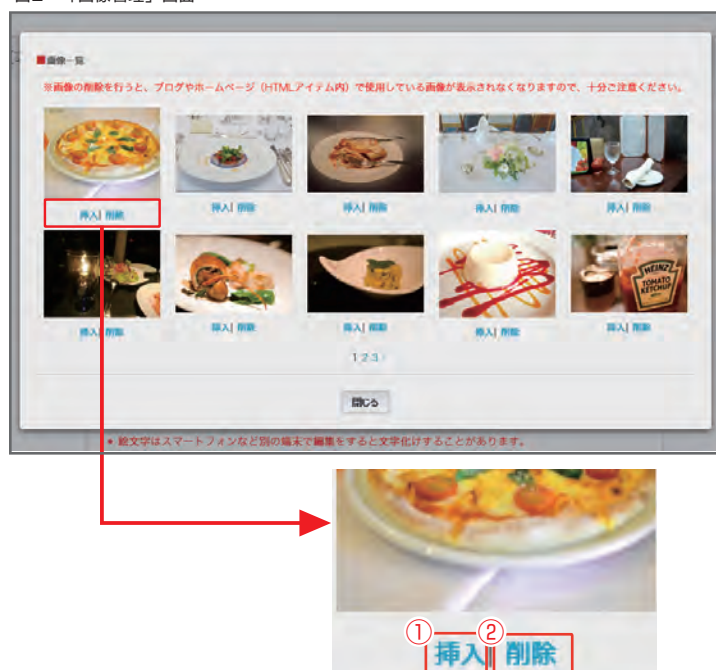 ■画像一覧
※画像の削除を行うと、ブログやホームページ（HTMLアイテム内）で使用している画像が表示されなくなりますので、十分ご注意ください。
挿入| 削除
挿入| 削除
挿入| 削除
挿入| 削除
挿入| 削除
HEINZ
TOMATO
KETCHUP
挿入| 削除
挿入| 削除
挿入| 削除
挿入| 削除
挿入| 削除
1 2 3
閉じる
• 絵文字はスマートフォンなど別の端末で編集をすると文字化けすることがあります。
① ②
挿入| 削除